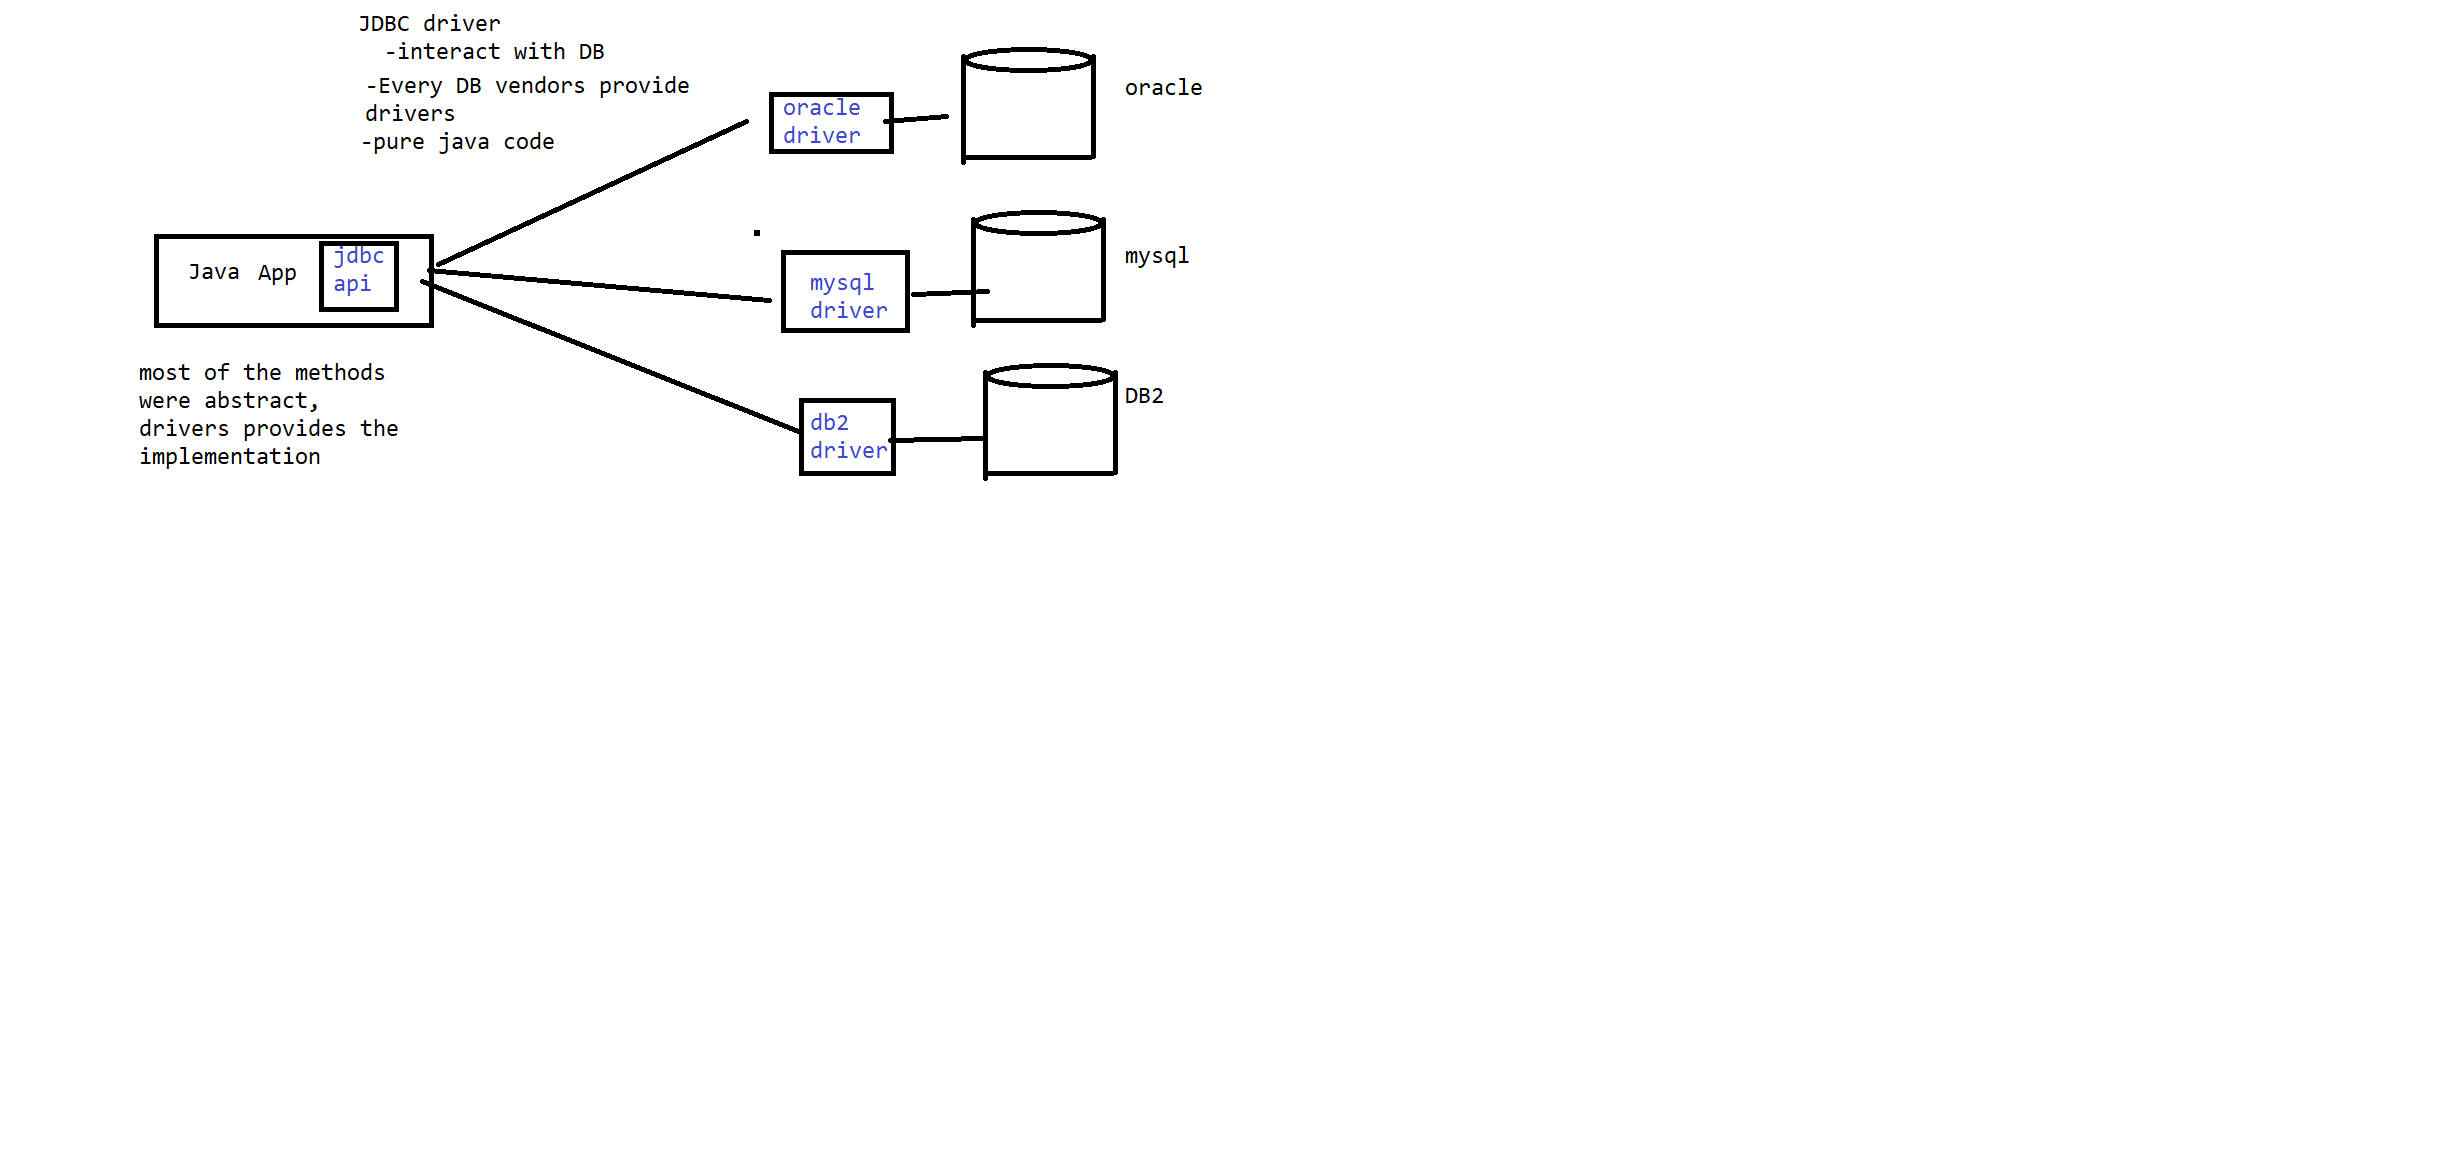 JDBC driver
-interact with DB
-Every DB vendors provide
drivers
-pure java code
oracle
driver
oracle
Java App
jdbc
api
mysql
driver
mysql
most of the methods
were abstract,
drivers provides the
implementation
db2
driver
DB2